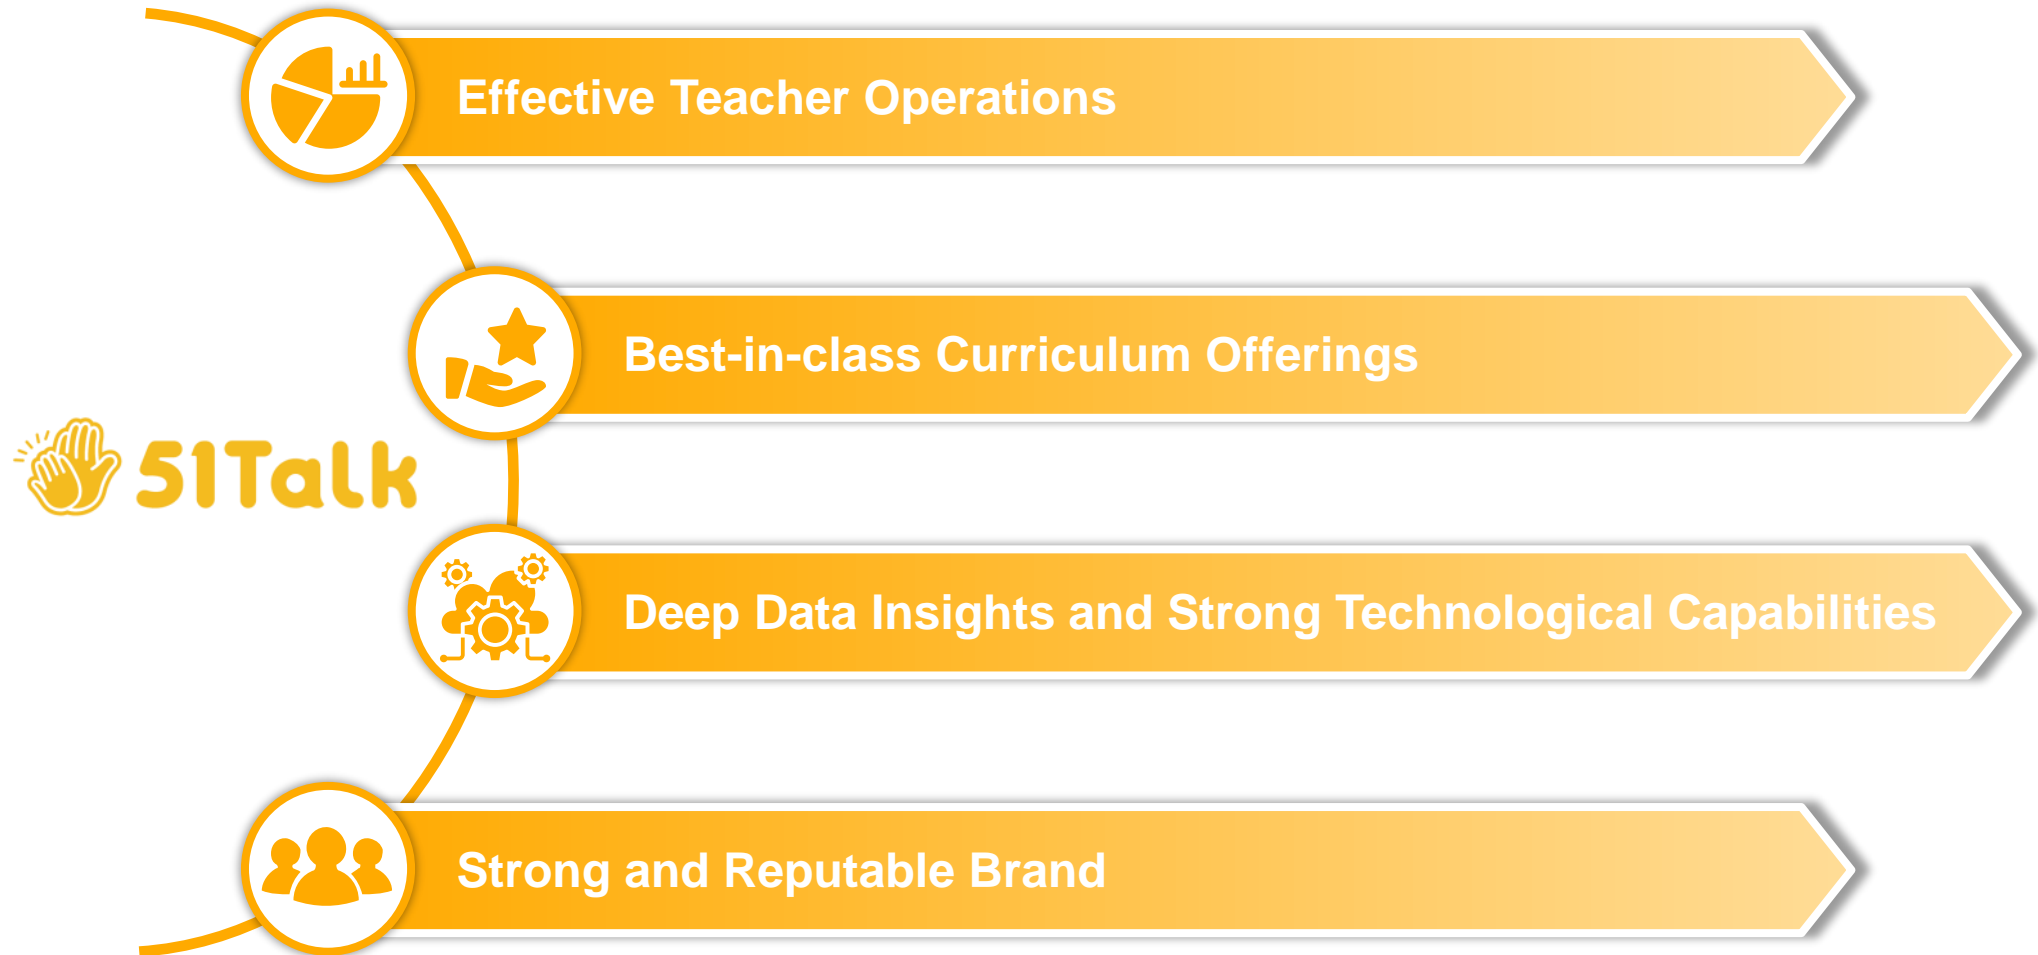 Effective Teacher Operations
Best-in-class Curriculum Offerings
51Talk
Deep Data Insights and Strong Technological Capabilities
Strong and Reputable Brand